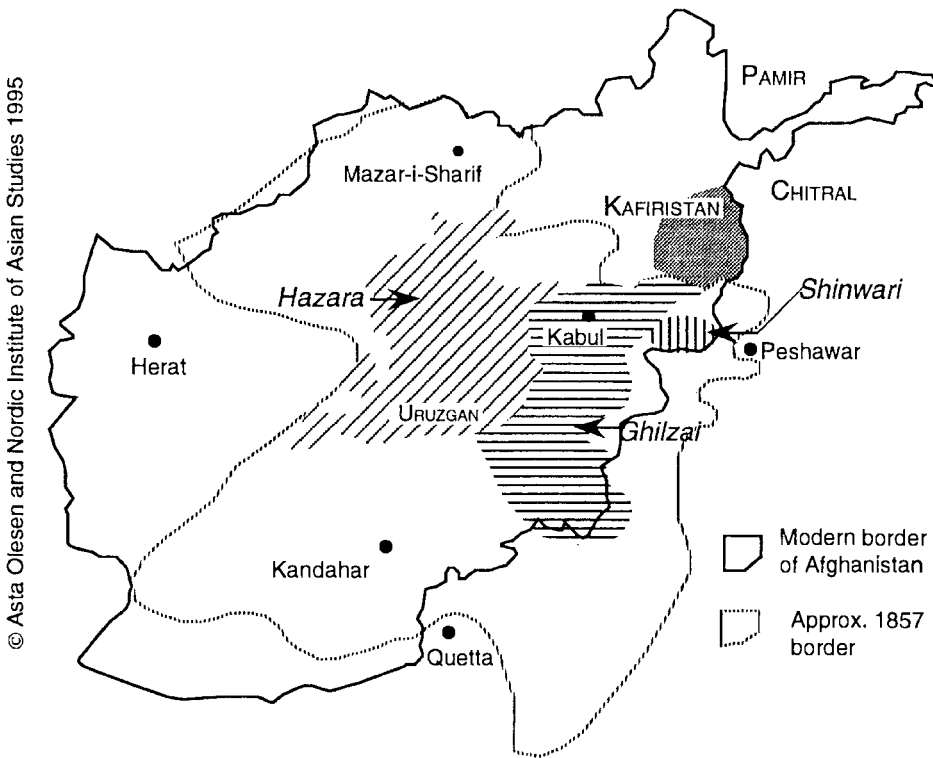 © Asta Olesen and Nordic Institute of Asian Studies 1995
PAMIR
Mazar-i-Sharif
CHITRAL
KAFIRISTAN
Hazara
Shinwari
Kabul
Herat
Peshawar
URUZGAN
Ghilzai
Modern border
of Afghanistan
Kandahar
Approx. 1857
border
Quetta